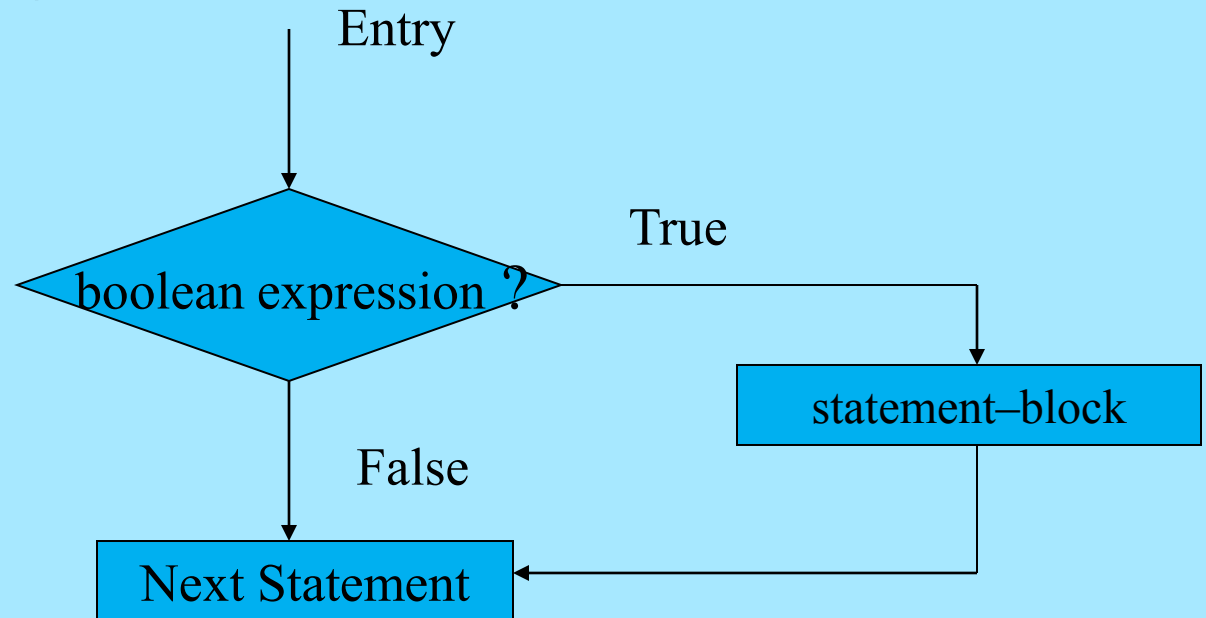 Entry
True
boolean expression ?
statement–block
False
Next Statement